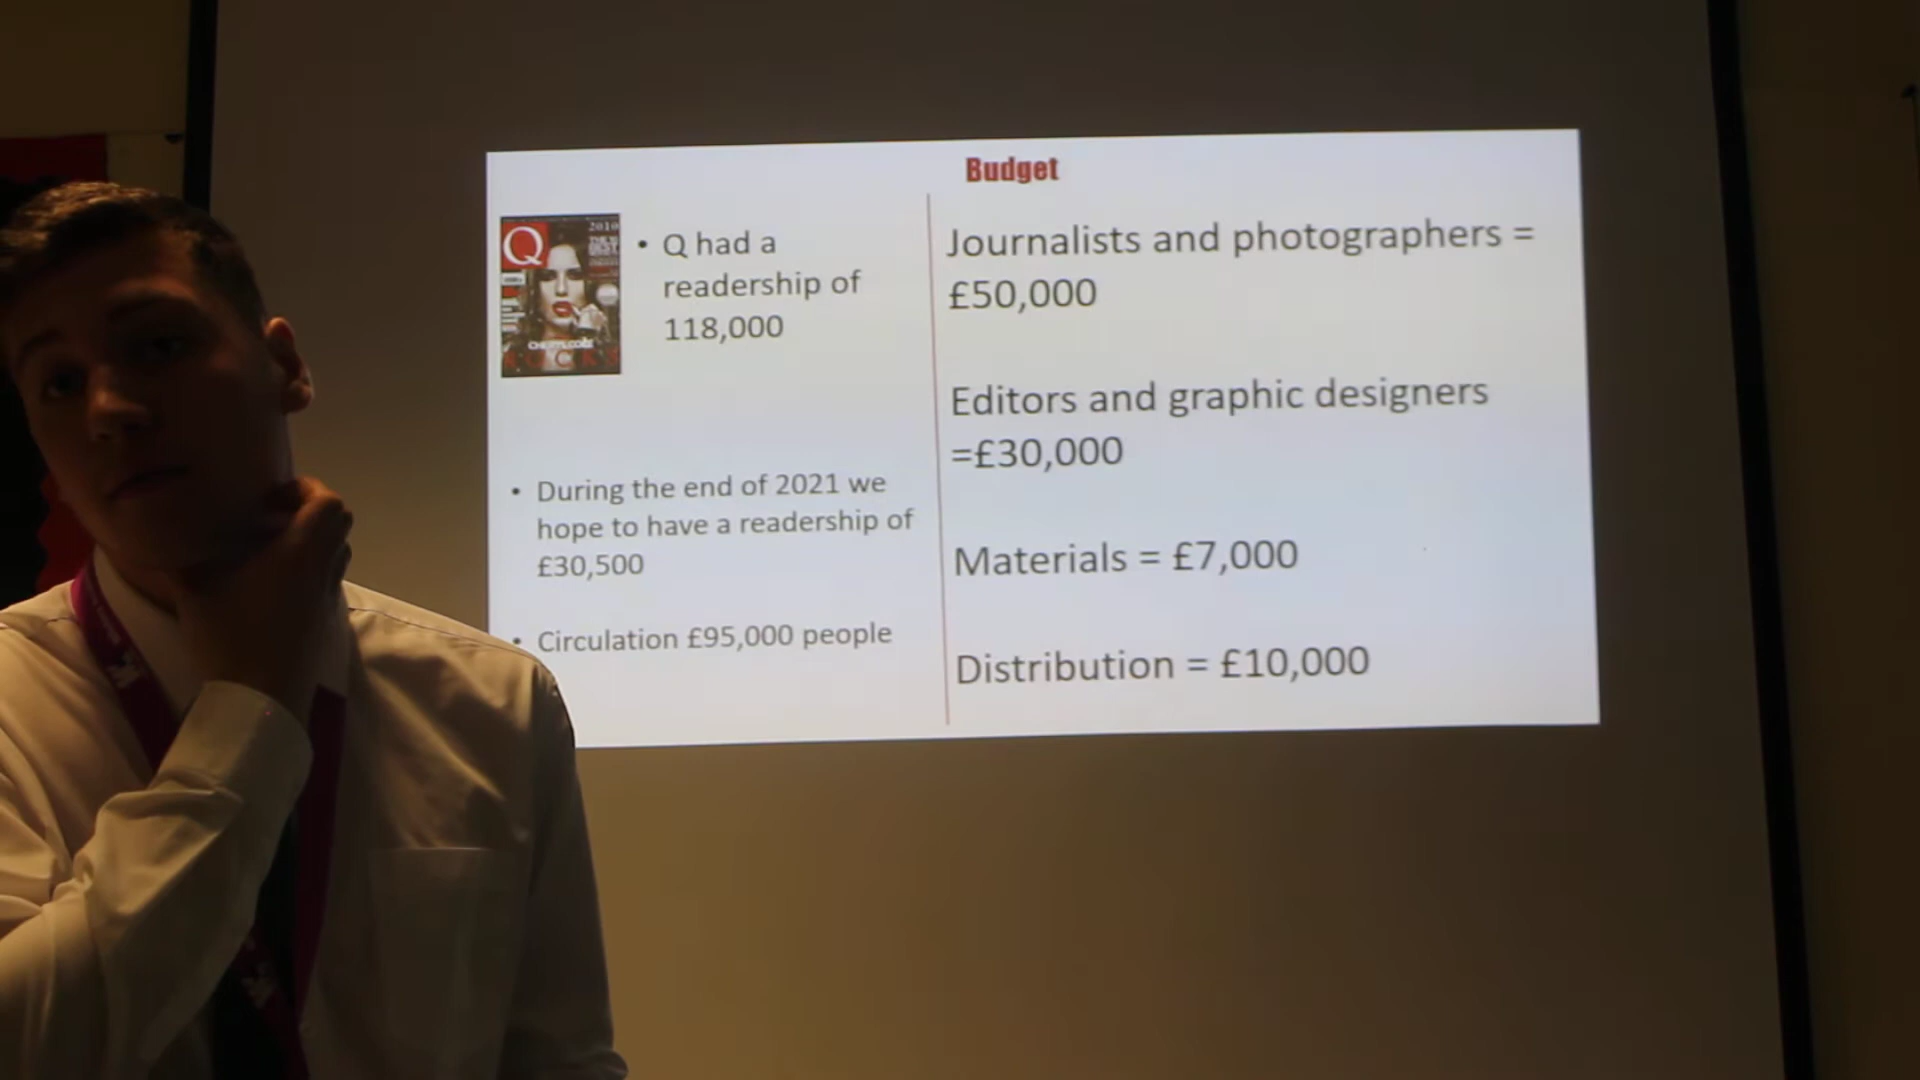 Budget
Q
2010
• Q had a
readership of
118,000
• During the end of 2021 we
hope to have a readership of
£30,500
• Circulation £95,000 people
Journalists and photographers =
£50,000
Editors and graphic designers
=£30,000
Materials = £7,000
Distribution = £10,000